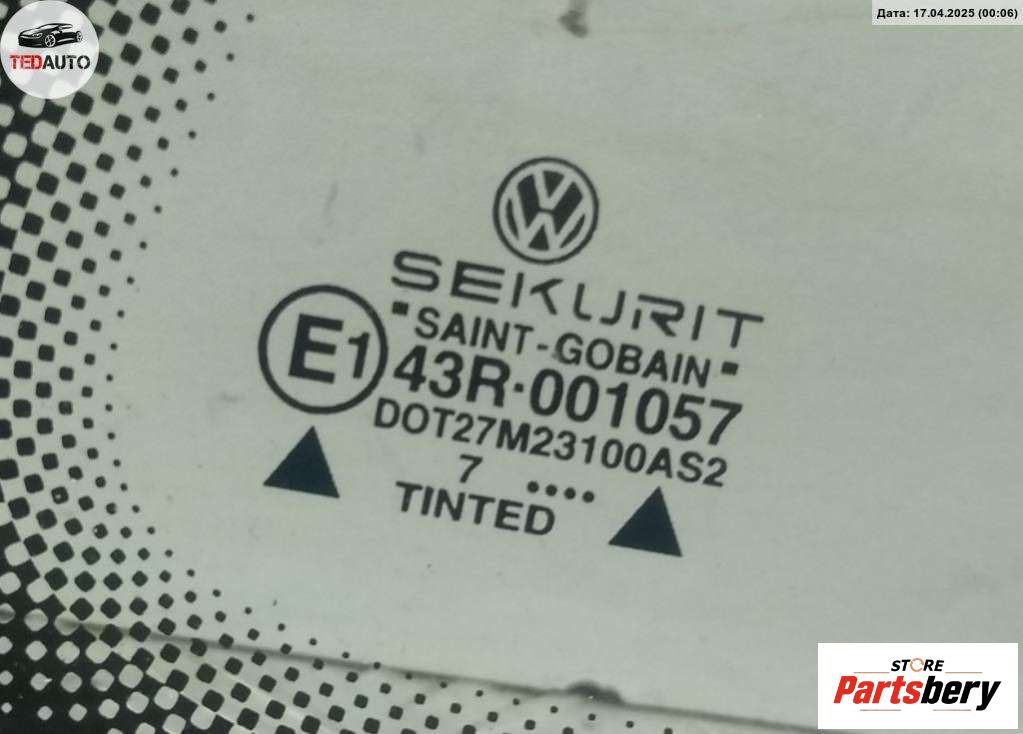 Дата: 17.04.2025 (00:06)
TEDAUTO
SEKURIT
"SAINT-GOBAIN"
E1
43R-001057
DOT27M23100AS2
7 ....
TINTED
STORE
Partsbery